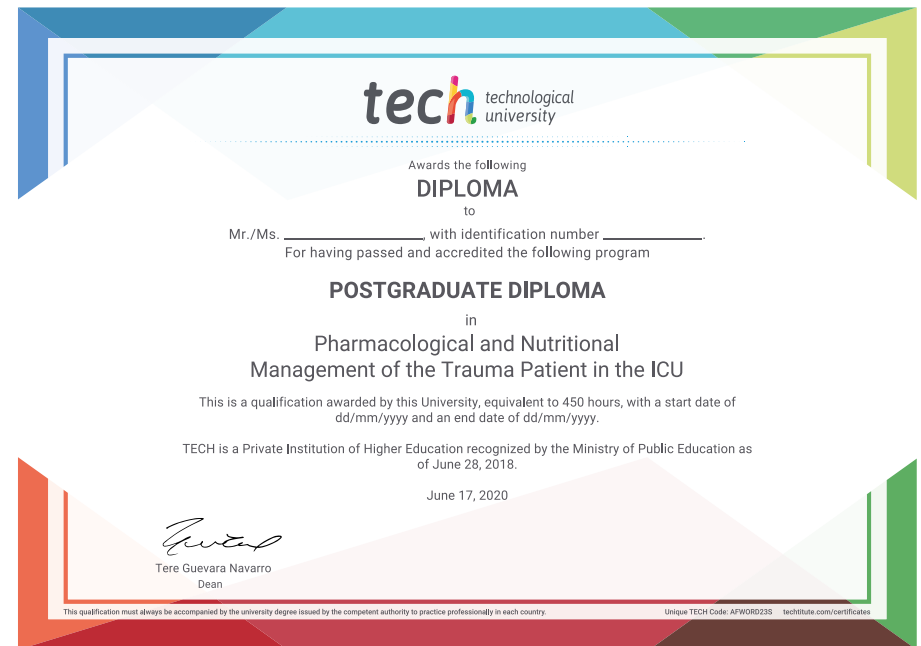 tech technological
university
Awards the following
DIPLOMA
to
Mr./Ms. ____________, with identification number ____________.
For having passed and accredited the following program
POSTGRADUATE DIPLOMA
in
Pharmacological and Nutritional
Management of the Trauma Patient in the ICU
This is a qualification awarded by this University, equivalent to 450 hours, with a start date of
dd/mm/yyyy and an end date of dd/mm/yyyy.
TECH is a Private Institution of Higher Education recognized by the Ministry of Public Education as
of June 28, 2018.
June 17, 2020
Tere Guevara Navarro
Dean
This qualification must always be accompanied by the university degree issued by the competent authority to practice professionally in each country.
Unique TECH Code: AFWORD23S techtitute.com/certificates